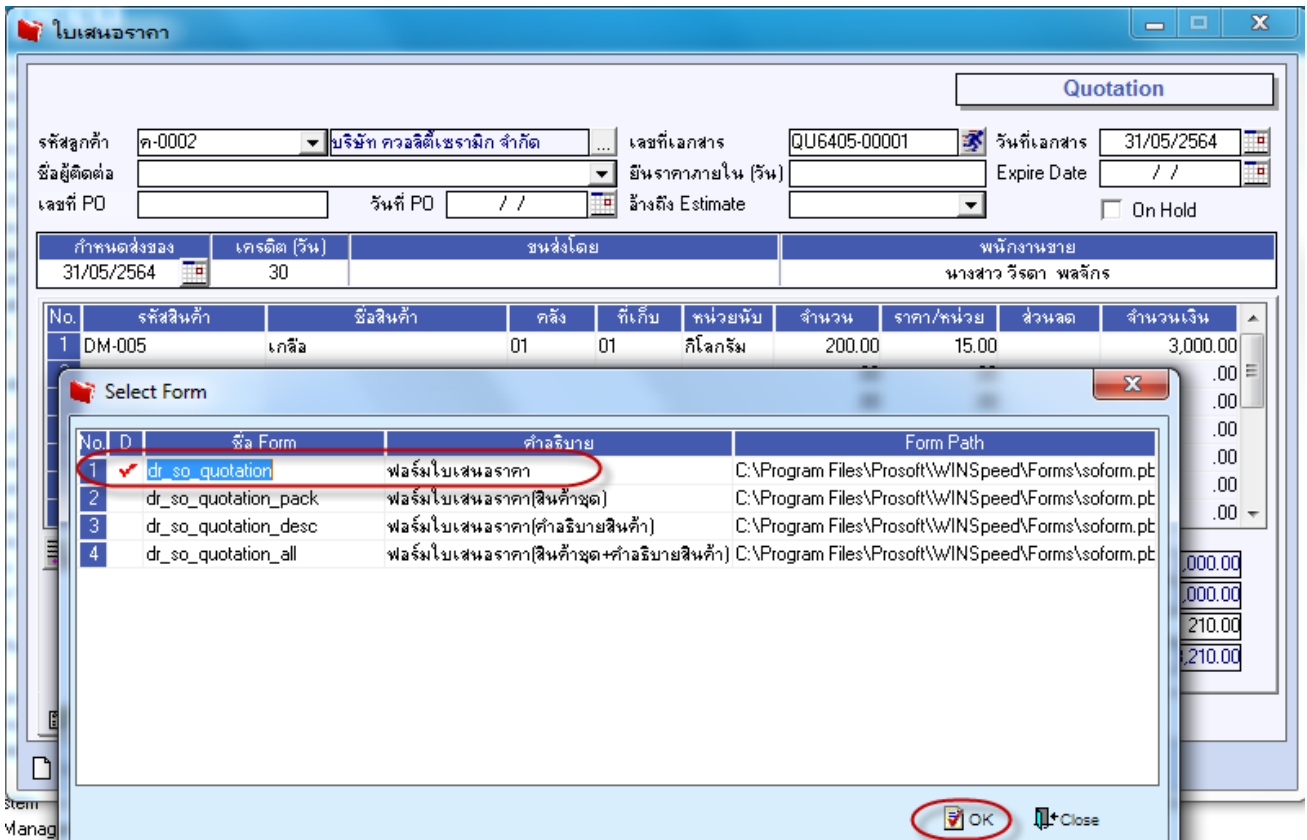 ใบเสนอราคา
Quotation
รหัสลูกค้า ค-0002 บริษัท ควอลิตี้เซรามิก จำกัด ... เลขที่เอกสาร QU6405-00001 วันที่เอกสาร 31/05/2564
ชื่อผู้ติดต่อ ยืนราคาภายใน (วัน) Expire Date / /
เลขที่ PO วันที่ PO / / อ้างถึง Estimate On Hold
กำหนดส่งของ เครดิต (วัน) ขนส่งโดย พนักงานขาย
31/05/2564 30 นางสาว วีรดา พลจักร
No. รหัสสินค้า ชื่อสินค้า คลัง ที่เก็บ หน่วยนับ จำนวน ราคา/หน่วย ส่วนลด จำนวนเงิน
1 DM-005 เกลือ 01 01 กิโลกรัม 200.00 15.00 3,000.00
.00
.00
.00
.00
.00
.00
Select Form
No. D ชื่อ Form คำอธิบาย Form Path
1 dr_so_quotation ฟอร์มใบเสนอราคา C:\Program Files\Prosoft\WINSpeed\Forms\soform.pb
2 dr_so_quotation_pack ฟอร์มใบเสนอราคา(สินค้าชุด) C:\Program Files\Prosoft\WINSpeed\Forms\soform.pb
3 dr_so_quotation_desc ฟอร์มใบเสนอราคา(คำอธิบายสินค้า) C:\Program Files\Prosoft\WINSpeed\Forms\soform.pb
4 dr_so_quotation_all ฟอร์มใบเสนอราคา(สินค้าชุด+คำอธิบายสินค้า) C:\Program Files\Prosoft\WINSpeed\Forms\soform.pb
,000.00
,000.00
210.00
,210.00
OK Close
stem
Manag